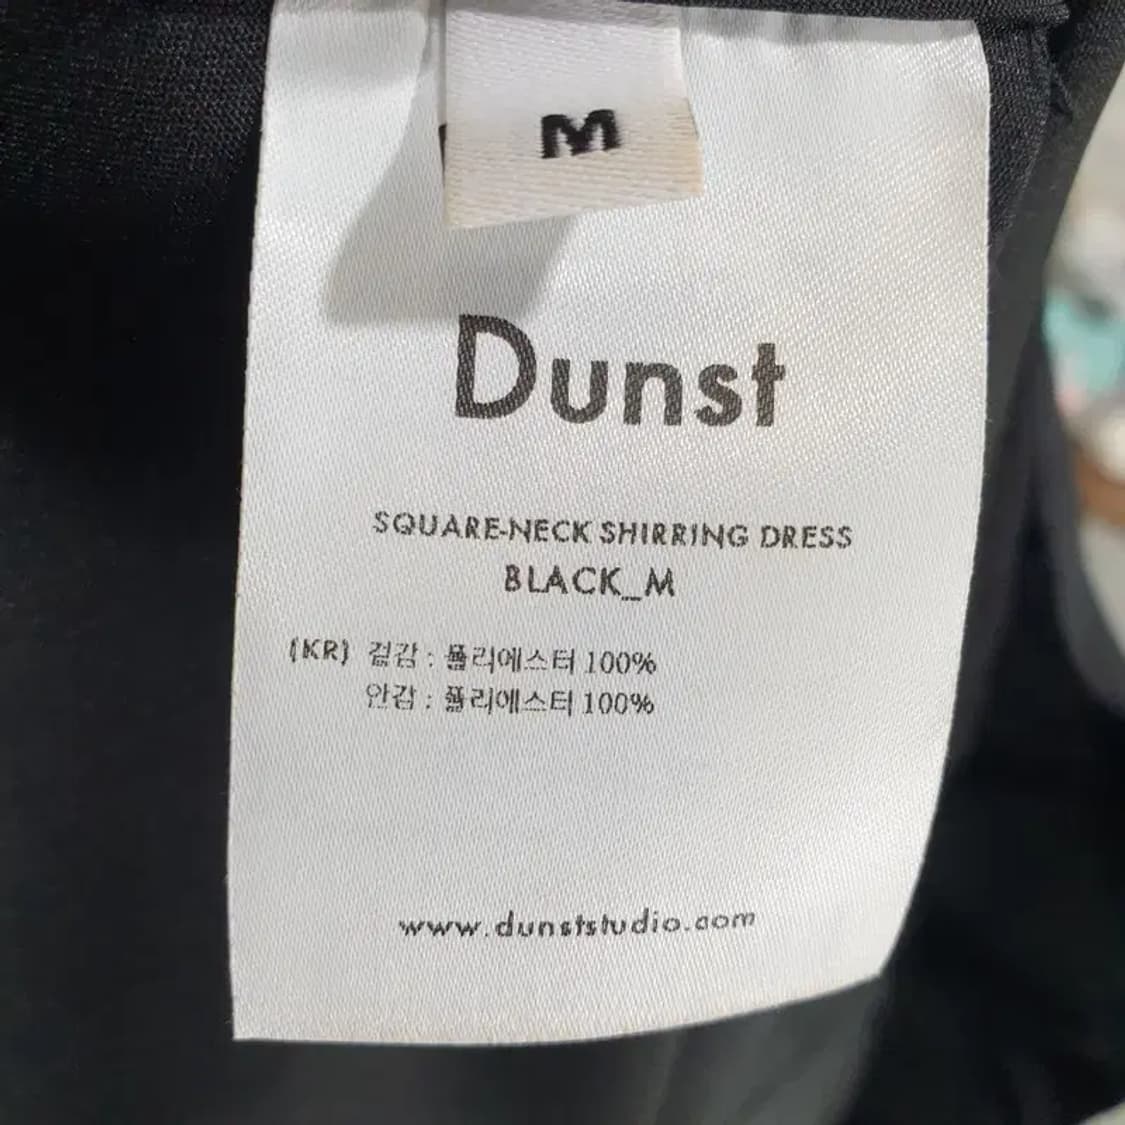 M
Dunst
SQUARE-NECK SHIRRING DRESS
BLACK_M
(KR) 겉감 : 폴리에스터 100%
안감 : 폴리에스터 100%
www.dunststudio.com